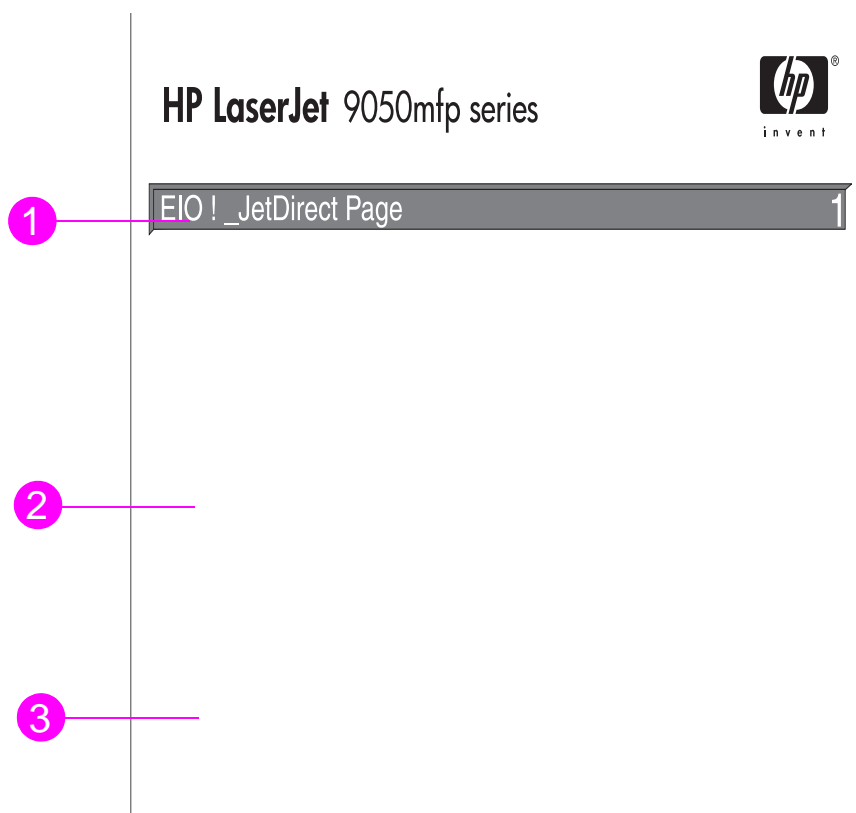 HP LaserJet 9050mfp series
hp
®
invent
EIO ! _JetDirect Page 1
1
2
3